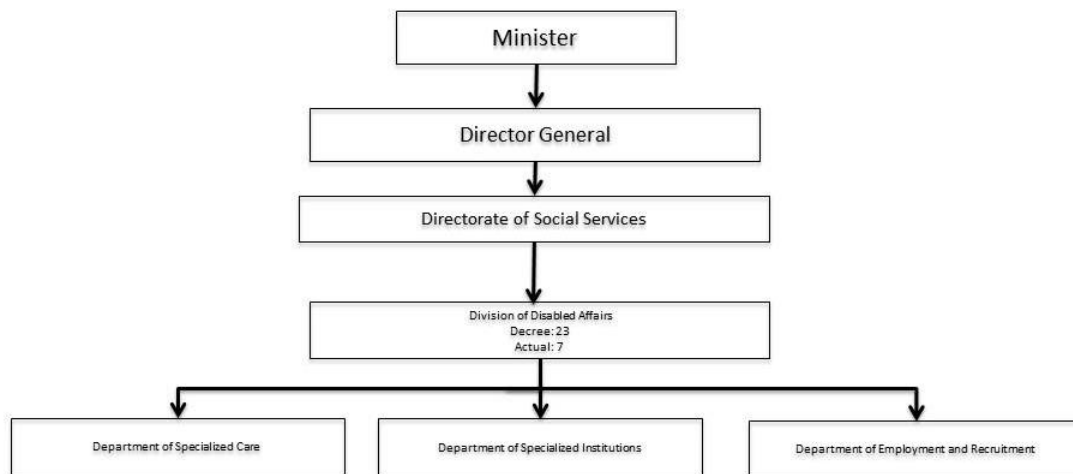 Minister
Director General
Directorate of Social Services
Division of Disabled Affairs
Decree: 23
Actual: 7
Department of Specialized Care
Department of Specialized Institutions
Department of Employment and Recruitment